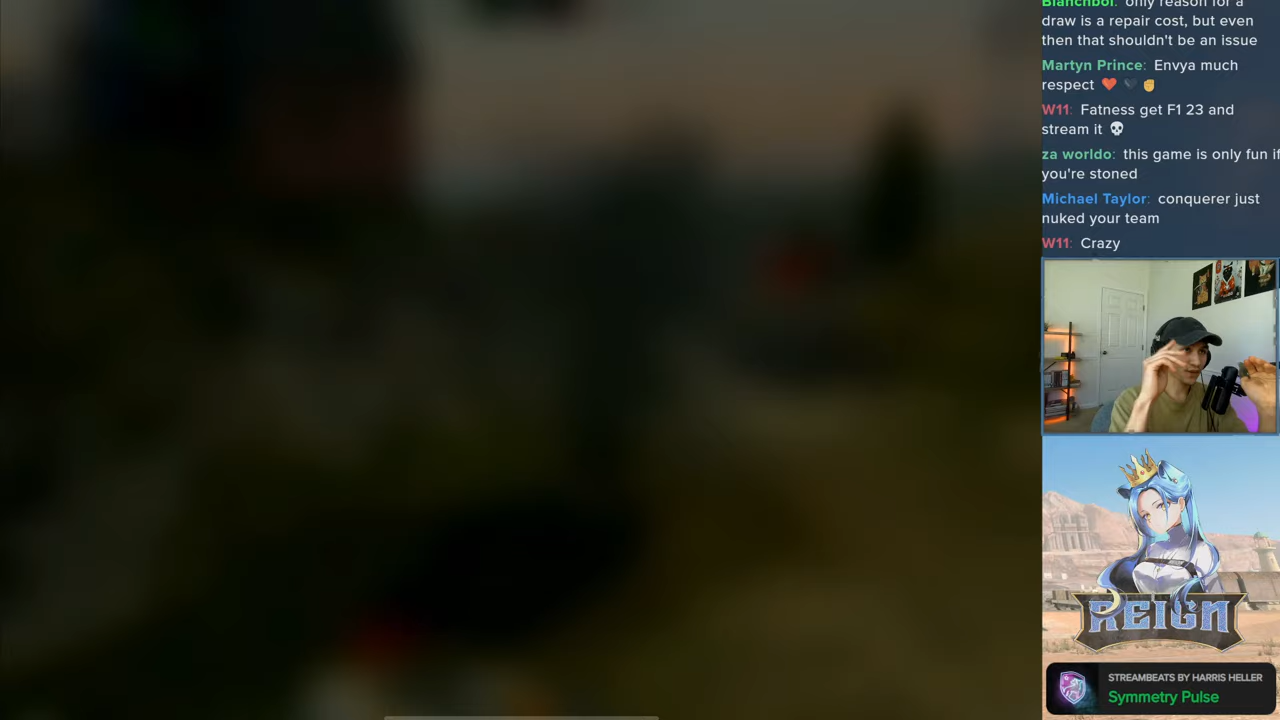 Bianchboi: only reason for a
draw is a repair cost, but even
then that shouldn't be an issue
Martyn Prince: Envya much
respect ❤️ 🖤 ✊
W11: Fatness get F1 23 and
stream it 💀
za worldo: this game is only fun if
you're stoned
Michael Taylor: conquerer just
nuked your team
W11: Crazy
REIGN
STREAMBEATS BY HARRIS HELLER
Symmetry Pulse